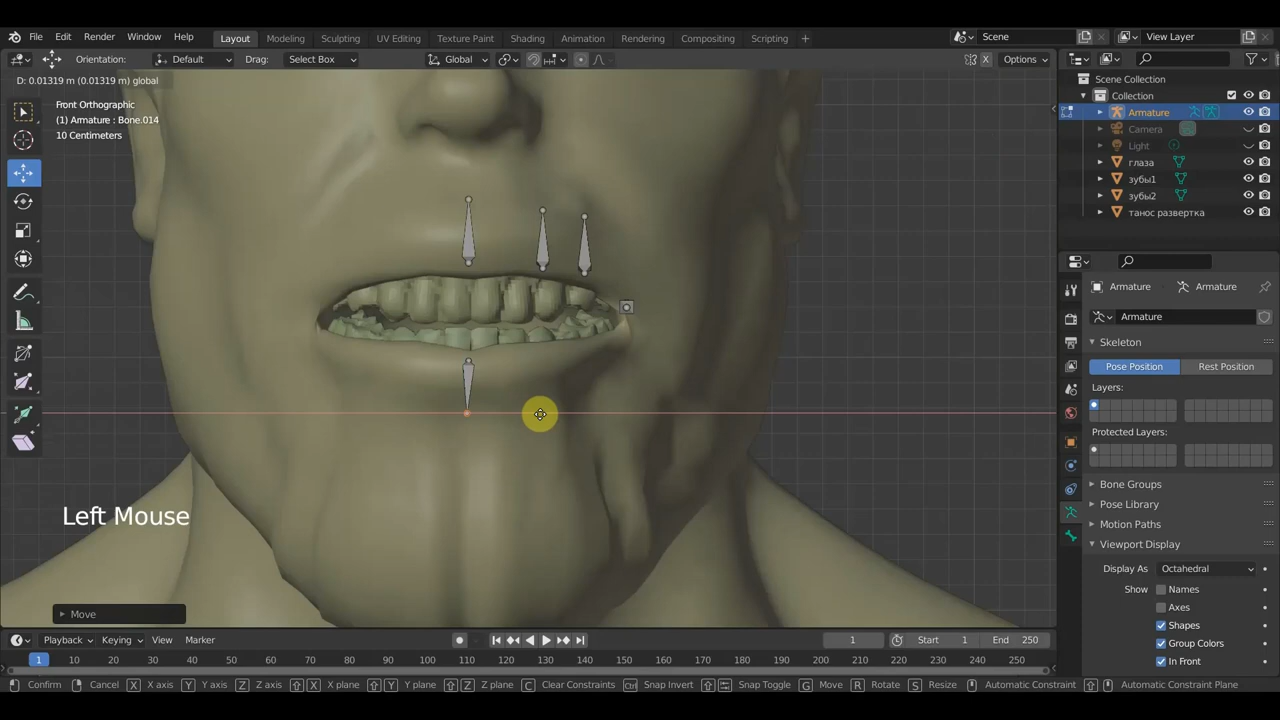 File Edit Render Window Help Layout Modeling Sculpting UV Editing Texture Paint Shading Animation Rendering Compositing Scripting + Scene View Layer
Orientation: Default Drag: Select Box Global X Options
D: 0.01319 m (0.01319 m) global
Front Orthographic
(1) Armature : Bone.014
10 Centimeters
Scene Collection
Collection
Armature
Camera
Light
глаза
зубы1
зубы2
танос развертка
Armature Armature
Armature
Skeleton
Pose Position Rest Position
Layers:
Protected Layers:
Bone Groups
Pose Library
Motion Paths
Viewport Display
Display As Octahedral
Show Names
Axes
Shapes
Group Colors
In Front
Left Mouse
Move
Playback Keying View Marker 1 Start 1 End 250
1 10 20 30 40 50 60 70 80 90 100 110 120 130 140 150 160 170 180 190 200 210 220 230 240 250
Confirm Cancel X X axis Y Y axis Z Z axis X X plane Y Y plane Z Z plane C Clear Constraints Ctrl Snap Invert Snap Toggle G Move R Rotate S Resize Automatic Constraint Automatic Constraint Plane